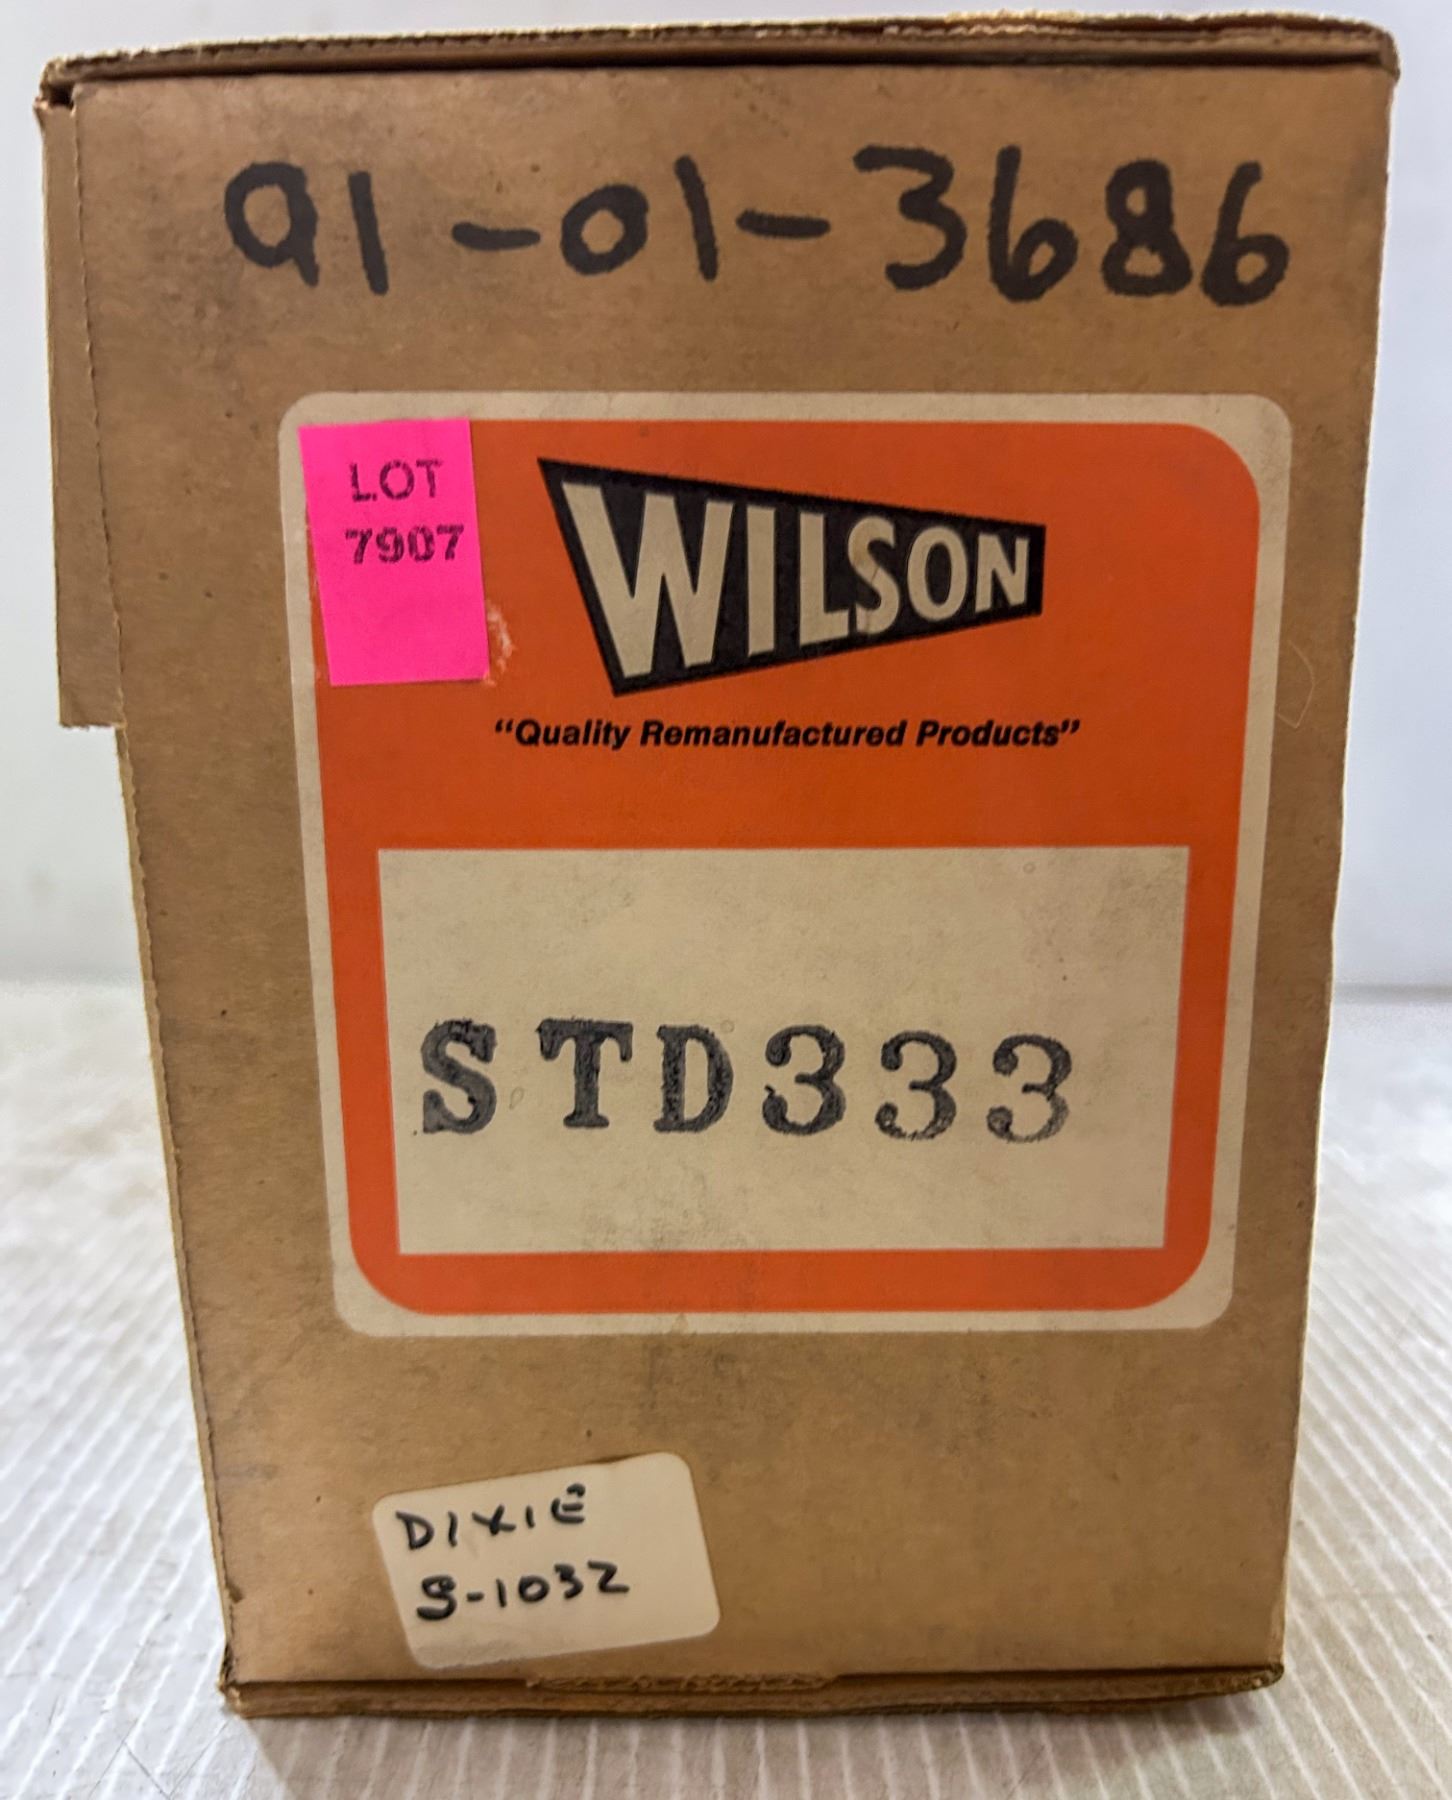 91-01-3686
LOT
7907
WILSON
“Quality Remanufactured Products”
STD333
DIXIE
S-1032